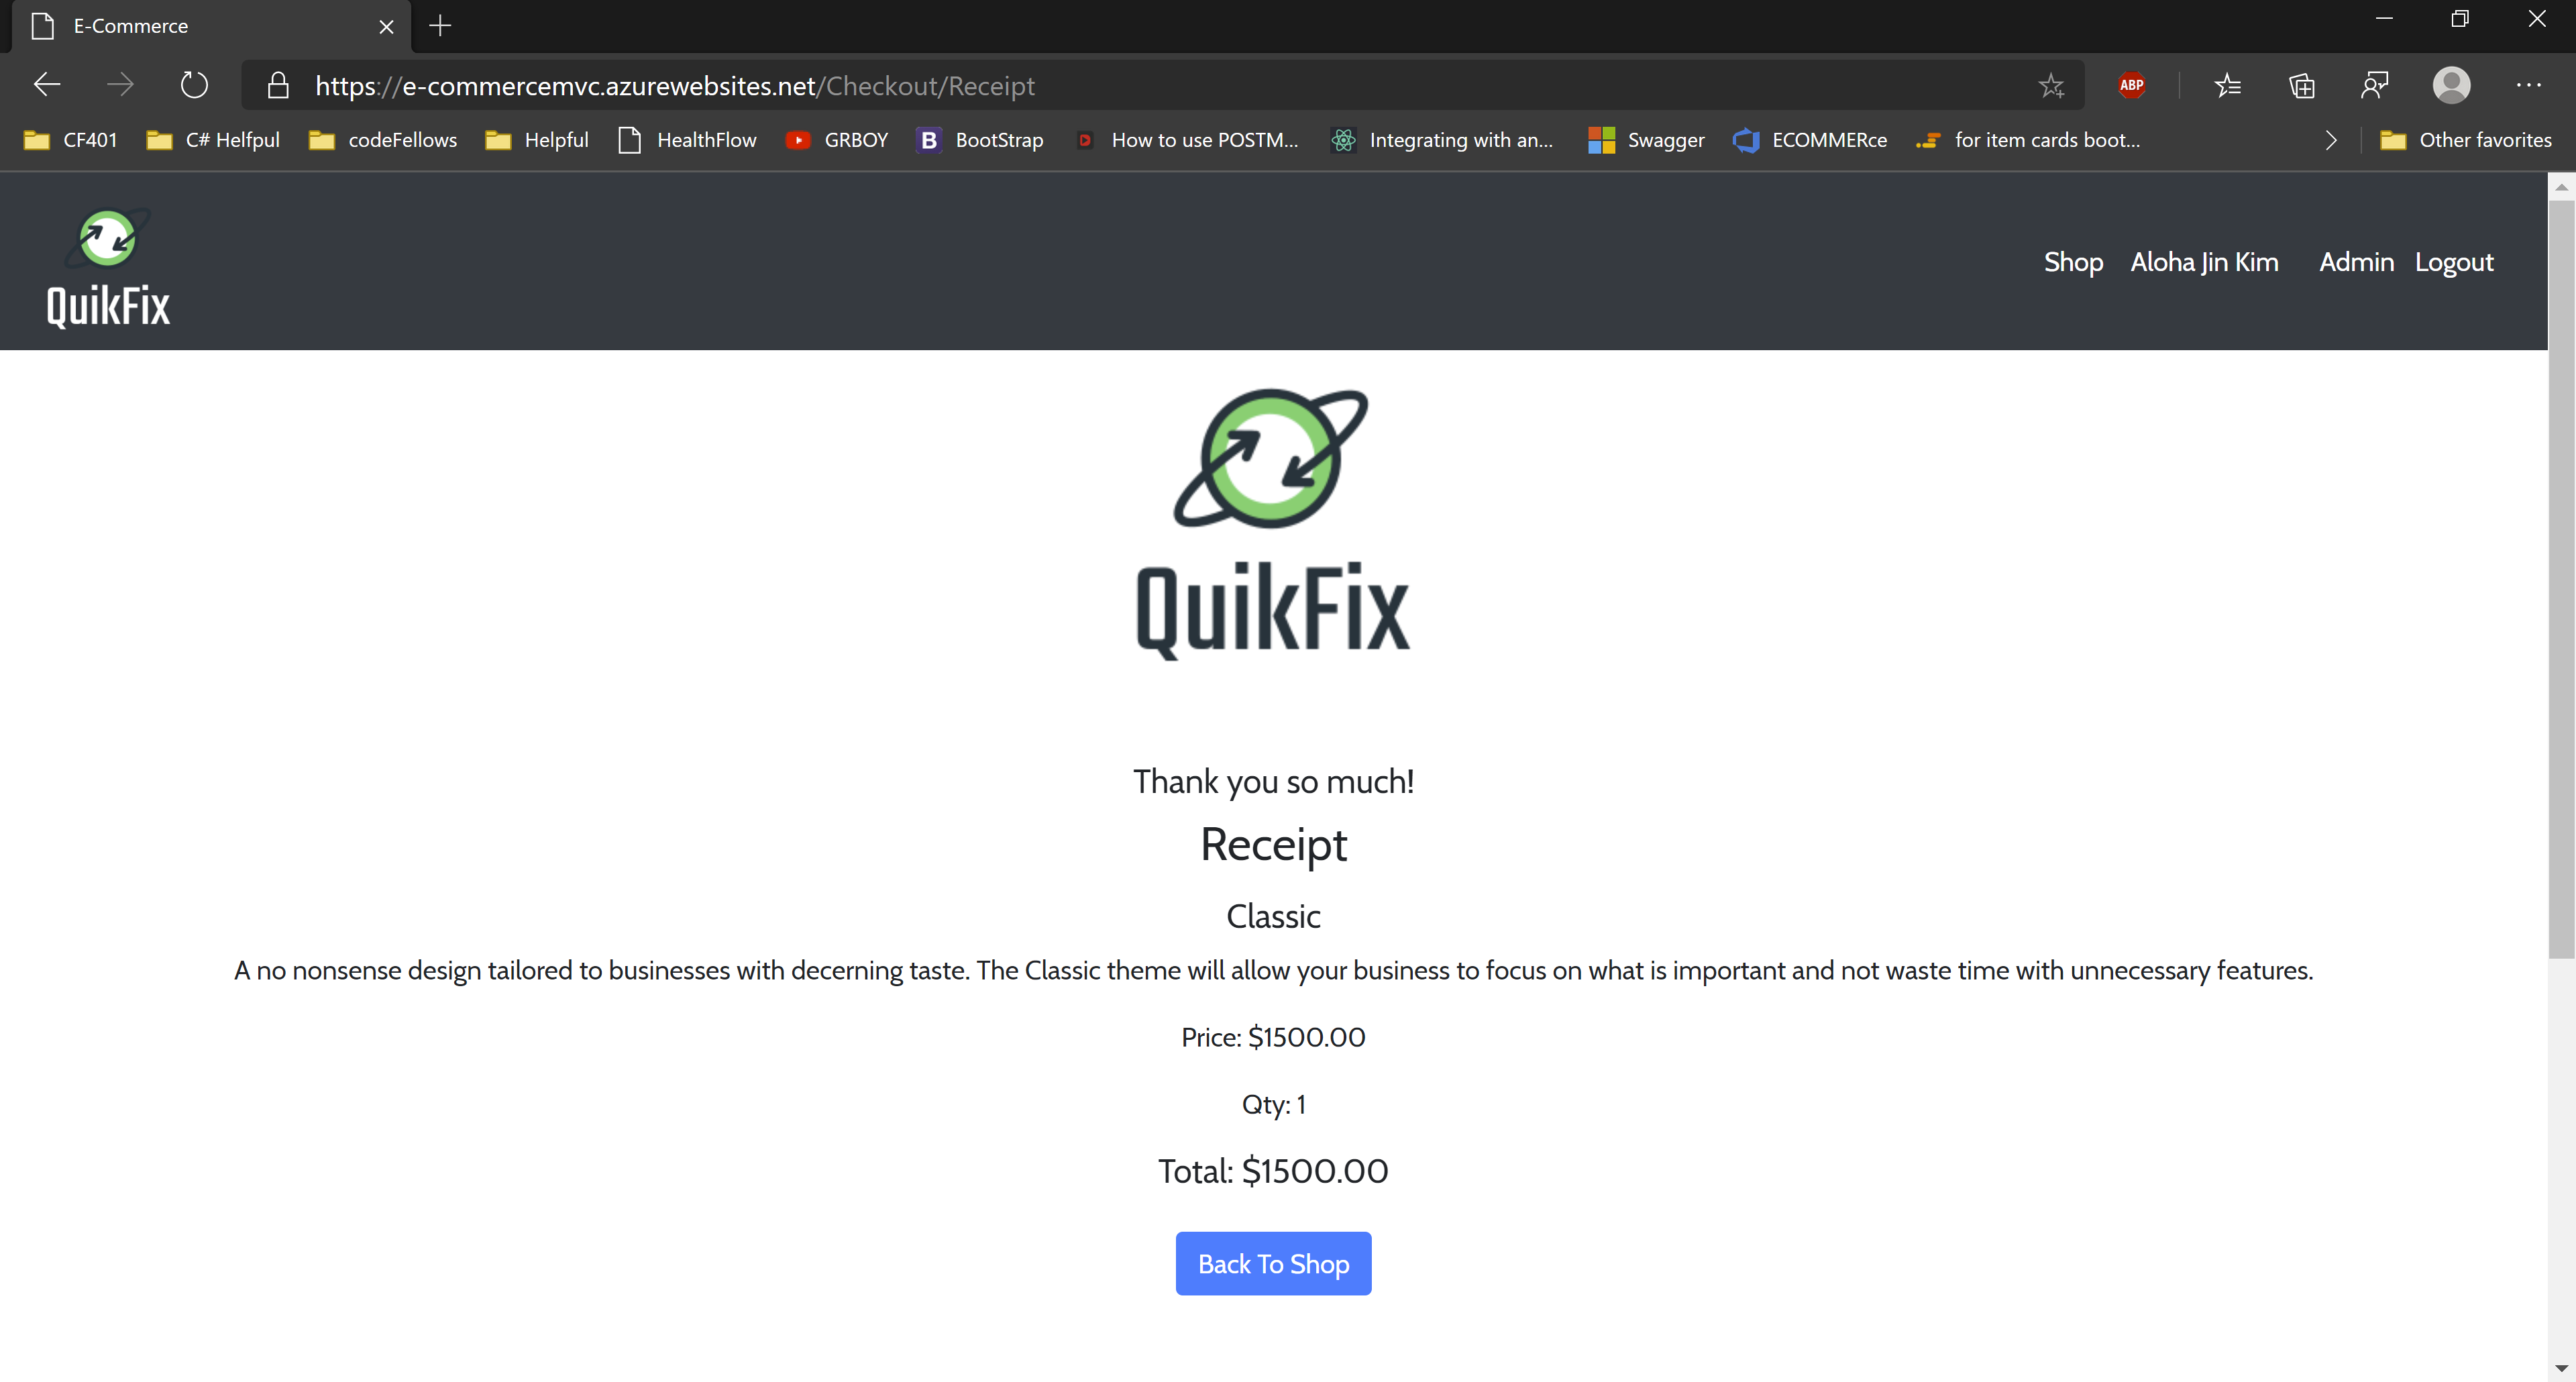 E-Commerce
https://e-commercemvc.azurewebsites.net/Checkout/Receipt
ABP
CF401 C# Helfpul codeFellows Helpful HealthFlow GRBOY B BootStrap How to use POSTM... Integrating with an... Swagger ECOMMERce for item cards boot... Other favorites
QuikFix
Shop Aloha Jin Kim Admin Logout
QuikFix
Thank you so much!
Receipt
Classic
A no nonsense design tailored to businesses with decerning taste. The Classic theme will allow your business to focus on what is important and not waste time with unnecessary features.
Price: $1500.00
Qty: 1
Total: $1500.00
Back To Shop